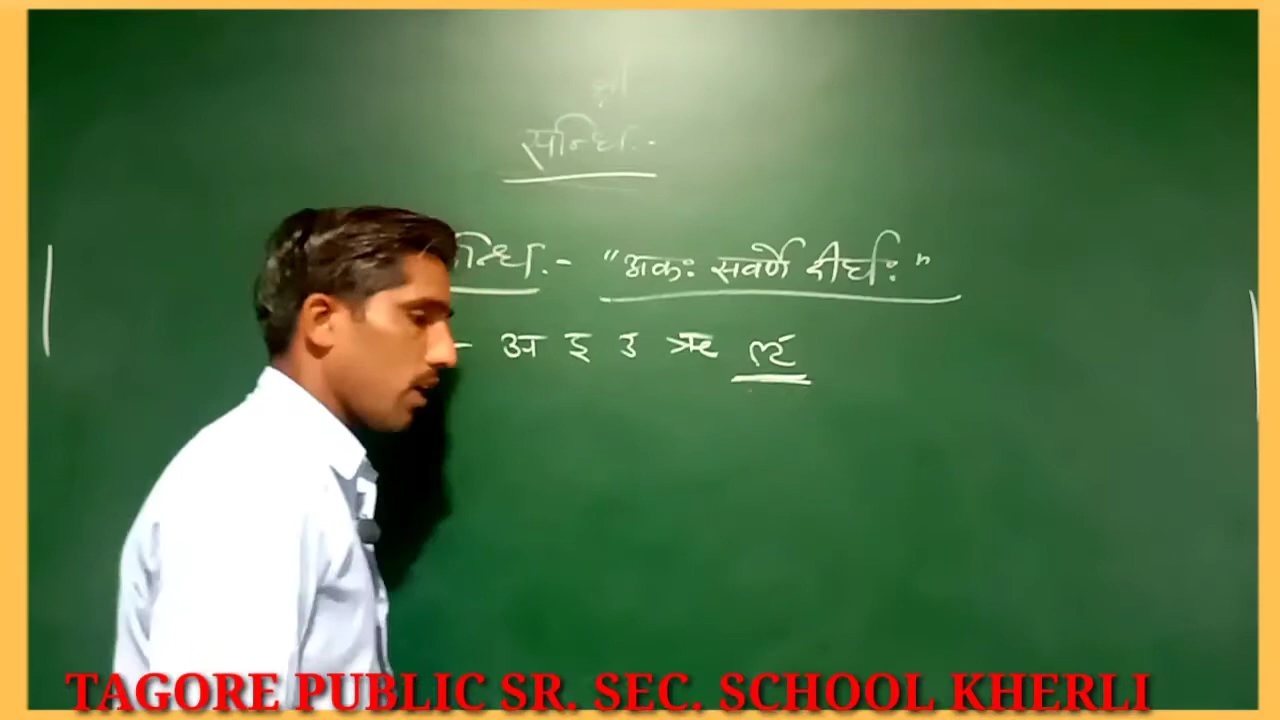 सन्धिः-
न्धिः- "अकः सवर्णे दीर्घः"
- अ इ उ ऋ लृ
TAGORE PUBLIC SR. SEC. SCHOOL KHERLI